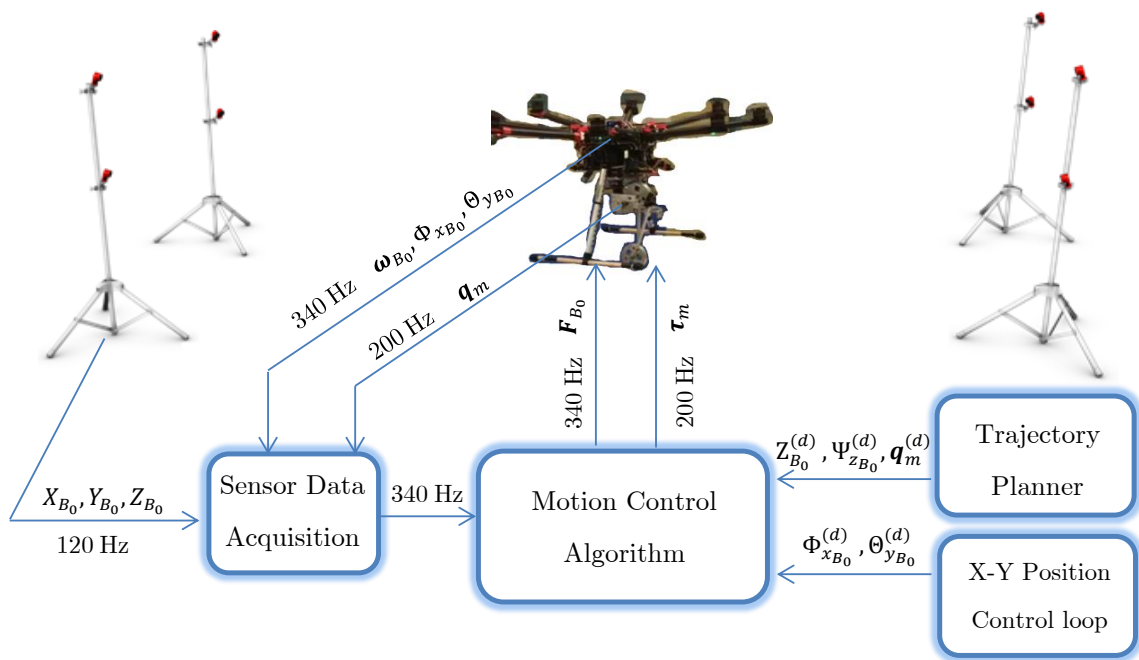 340 Hz 𝝎_{B_0}, Φ_{x_{B_0}}, Θ_{y_{B_0}}
200 Hz 𝒒_m
340 Hz 𝑭_{B_0}
200 Hz 𝝉_m
X_{B_0}, Y_{B_0}, Z_{B_0}
120 Hz
Sensor Data
Acquisition
340 Hz
Motion Control
Algorithm
Z_{B_0}^{(d)}, Ψ_{z_{B_0}}^{(d)}, 𝒒_m^{(d)}
Trajectory
Planner
Φ_{x_{B_0}}^{(d)}, Θ_{y_{B_0}}^{(d)}
X-Y Position
Control loop